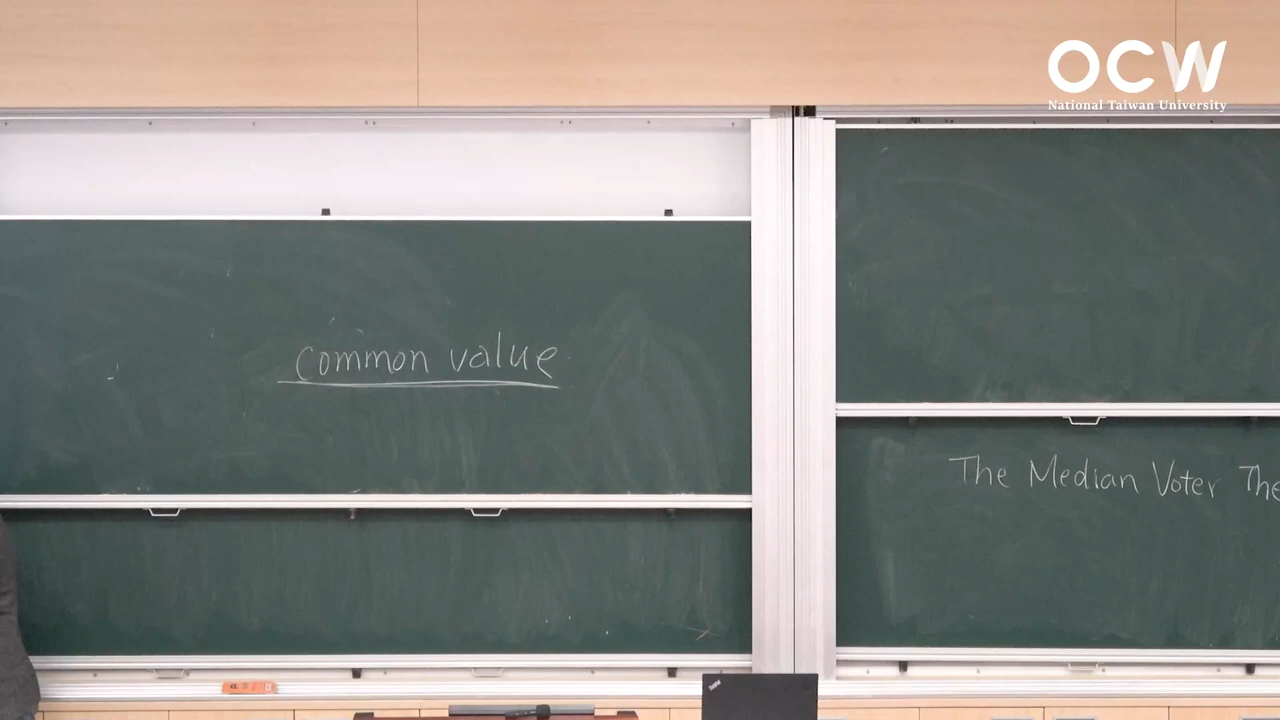 OCW
National Taiwan University
common value
The Median Voter The